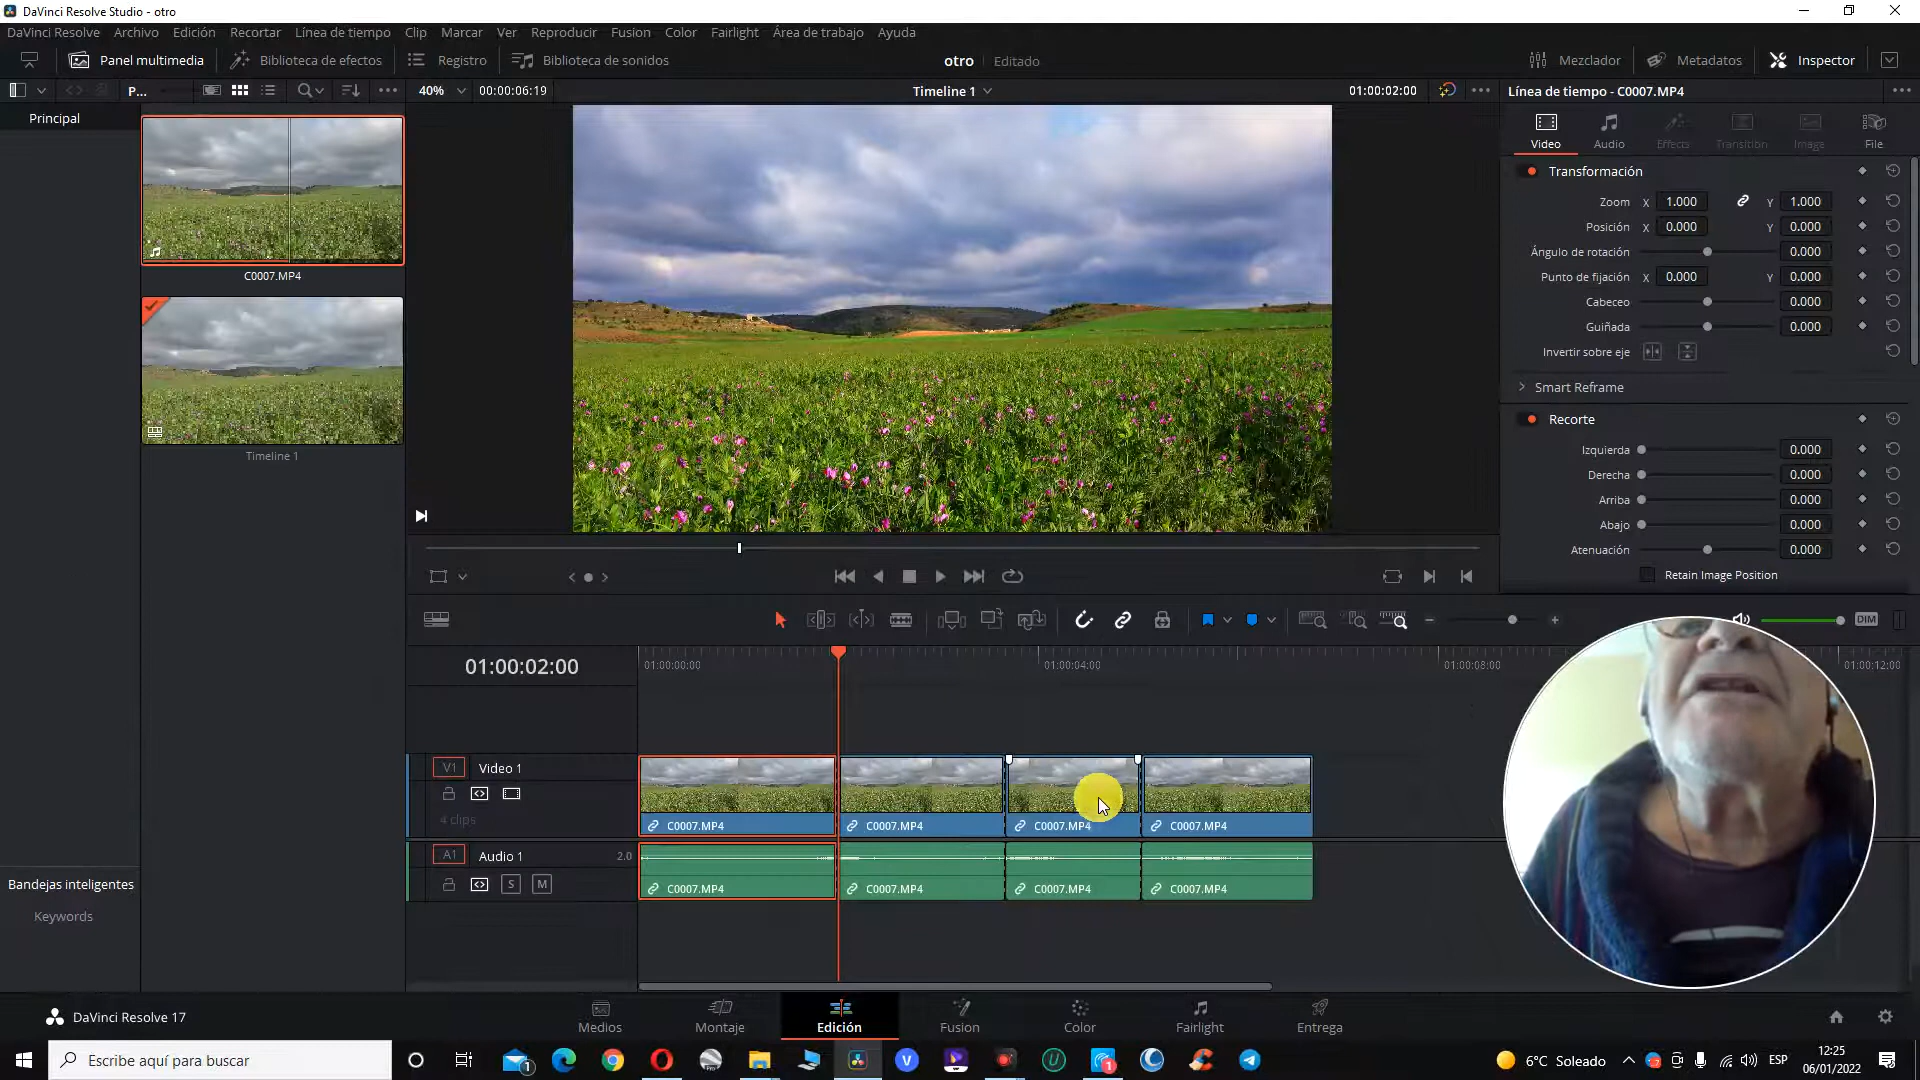 DaVinci Resolve Studio - otro
DaVinci Resolve Archivo Edición Recortar Línea de tiempo Clip Marcar Ver Reproducir Fusion Color Fairlight Área de trabajo Ayuda
Panel multimedia Biblioteca de efectos Registro Biblioteca de sonidos otro Editado Mezclador Metadatos Inspector
P... 40% 00:00:06:19 Timeline 1 01:00:02:00 Línea de tiempo - C0007.MP4
Principal
C0007.MP4
Timeline 1
Bandejas inteligentes
Keywords
Video Audio Effects Transition Image File
Transformación
Zoom X 1.000 Y 1.000
Posición X 0.000 Y 0.000
Ángulo de rotación 0.000
Punto de fijación X 0.000 Y 0.000
Cabeceo 0.000
Guiñada 0.000
Invertir sobre eje
Smart Reframe
Recorte
Izquierda 0.000
Derecha 0.000
Arriba 0.000
Abajo 0.000
Atenuación 0.000
Retain Image Position
DIM
01:00:02:00 01:00:00:00 01:00:04:00 01:00:08:00 01:00:12:00
V1 Video 1
4 clips
C0007.MP4 C0007.MP4 C0007.MP4 C0007.MP4
A1 Audio 1 2.0
S M
C0007.MP4 C0007.MP4 C0007.MP4 C0007.MP4
DaVinci Resolve 17 Medios Montaje Edición Fusion Color Fairlight Entrega
Escribe aquí para buscar 6°C Soleado ESP 12:25
06/01/2022